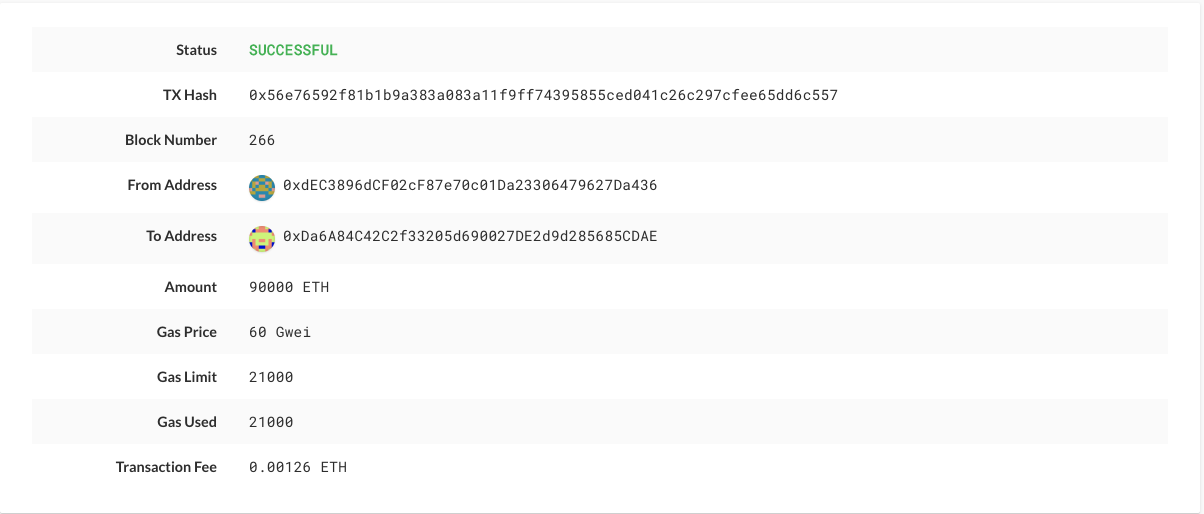 Status SUCCESSFUL
TX Hash 0x56e76592f81b1b9a383a083a11f9ff74395855ced041c26c297cfee65dd6c557
Block Number 266
From Address 0xdEC3896dCF02cF87e70c01Da23306479627Da436
To Address 0xDa6A84C42C2f33205d690027DE2d9d285685CDAE
Amount 90000 ETH
Gas Price 60 Gwei
Gas Limit 21000
Gas Used 21000
Transaction Fee 0.00126 ETH